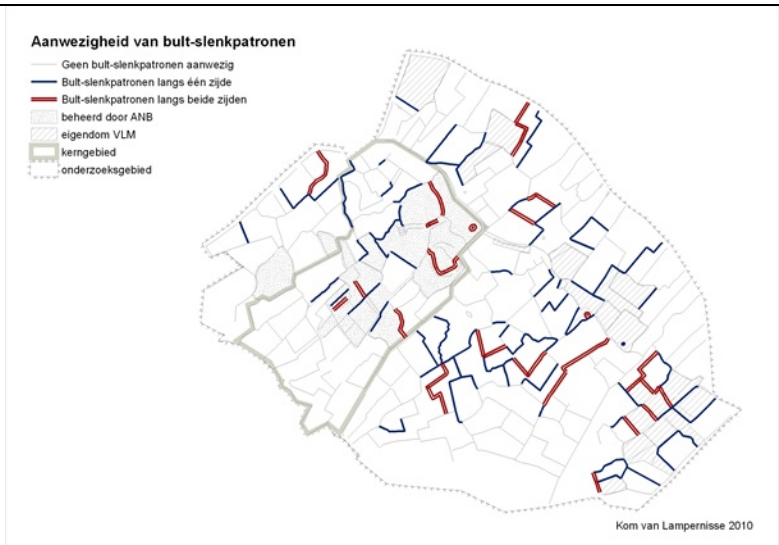 Aanwezigheid van bult-slenkpatronen
Geen bult-slenkpatronen aanwezig
Bult-slenkpatronen langs één zijde
Bult-slenkpatronen langs beide zijden
beheerd door ANB
eigendom VLM
kerngebied
onderzoeksgebied
Kom van Lampernisse 2010